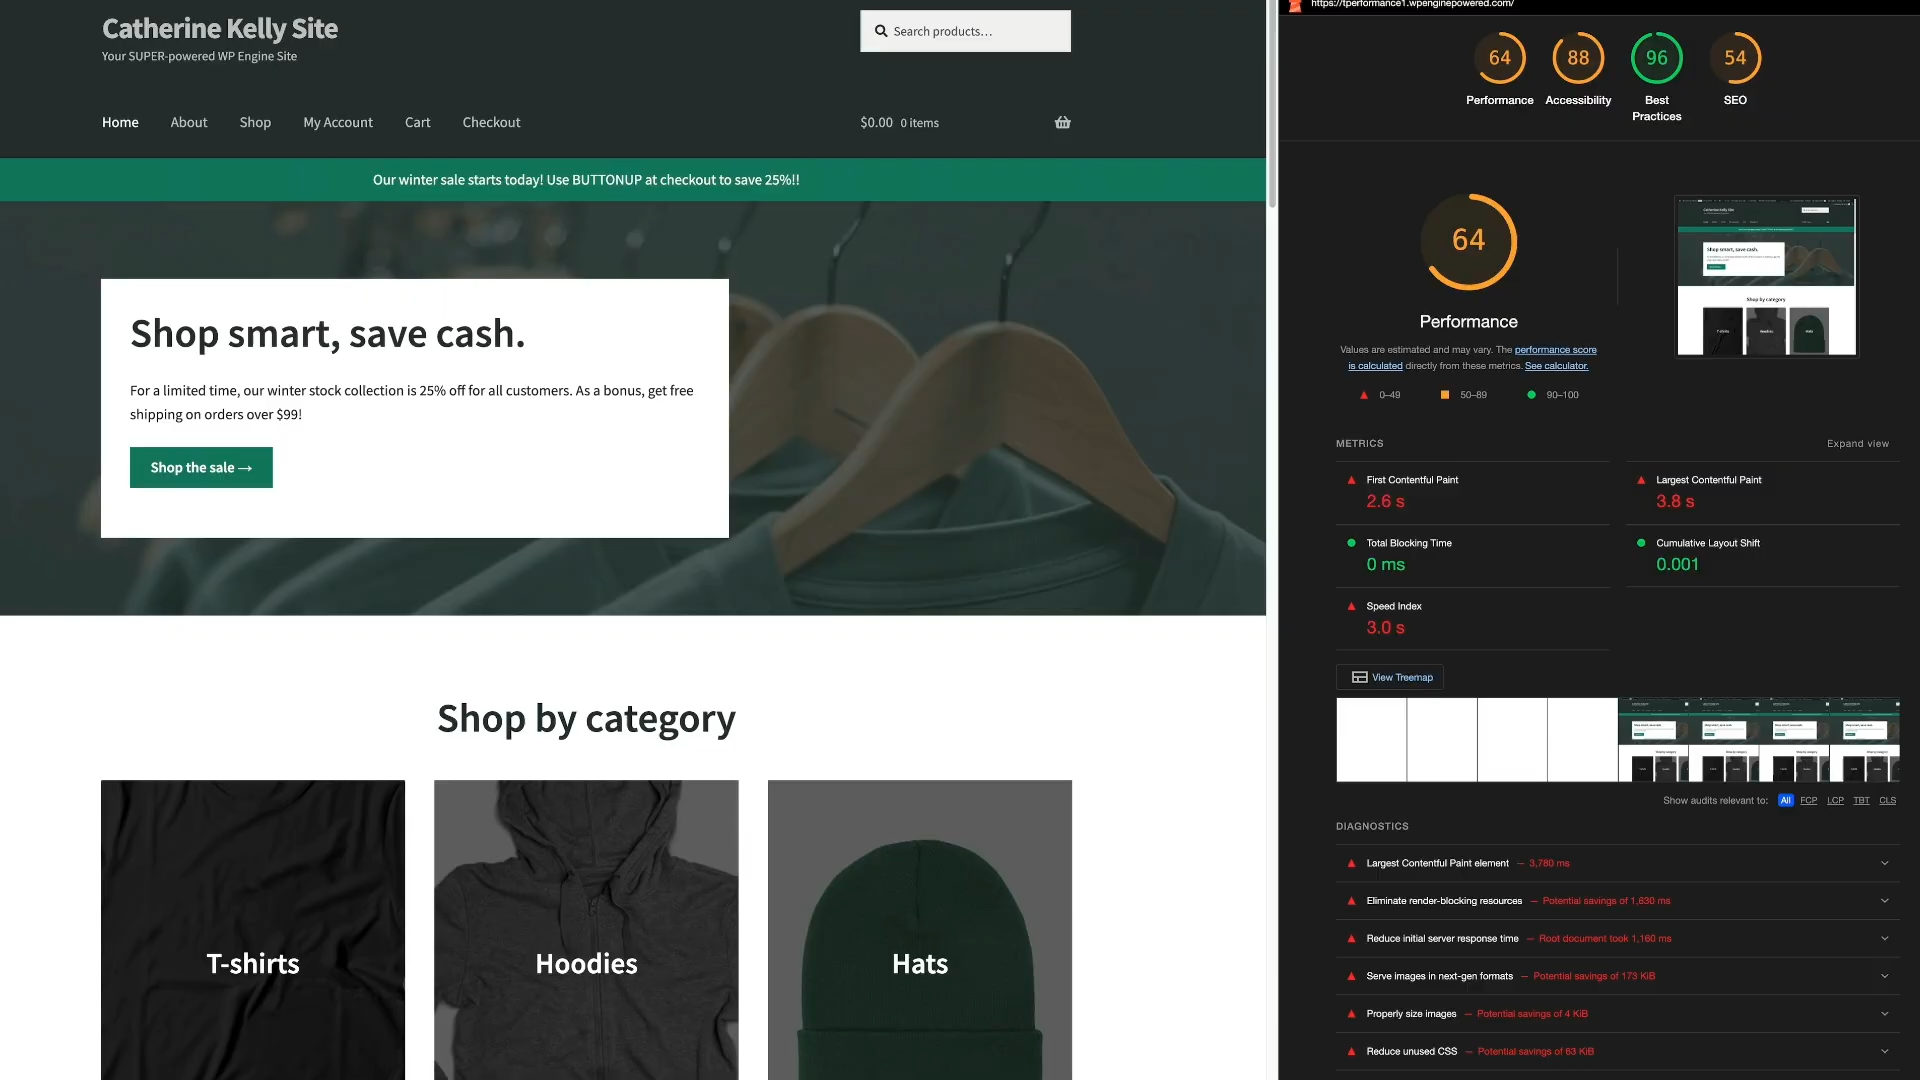 Catherine Kelly Site
Your SUPER-powered WP Engine Site
Search products…
Home
About
Shop
My Account
Cart
Checkout
$0.00 0 items
Our winter sale starts today! Use BUTTONUP at checkout to save 25%!!
Shop smart, save cash.
For a limited time, our winter stock collection is 25% off for all customers. As a bonus, get free
shipping on orders over $99!
Shop the sale →
Shop by category
T-shirts
Hoodies
Hats
https://tperformance1.wpenginepowered.com/
64
88
96
54
Performance
Accessibility
Best
Practices
SEO
64
Performance
Values are estimated and may vary. The performance score
is calculated directly from these metrics. See calculator.
0–49
50–89
90–100
Catherine Kelly Site
Shop smart, save cash.
Shop by category
METRICS
Expand view
First Contentful Paint
2.6 s
Largest Contentful Paint
3.8 s
Total Blocking Time
0 ms
Cumulative Layout Shift
0.001
Speed Index
3.0 s
View Treemap
Show audits relevant to: All FCP LCP TBT CLS
DIAGNOSTICS
Largest Contentful Paint element — 3,780 ms
Eliminate render-blocking resources — Potential savings of 1,630 ms
Reduce initial server response time — Root document took 1,160 ms
Serve images in next-gen formats — Potential savings of 173 KiB
Properly size images — Potential savings of 4 KiB
Reduce unused CSS — Potential savings of 63 KiB